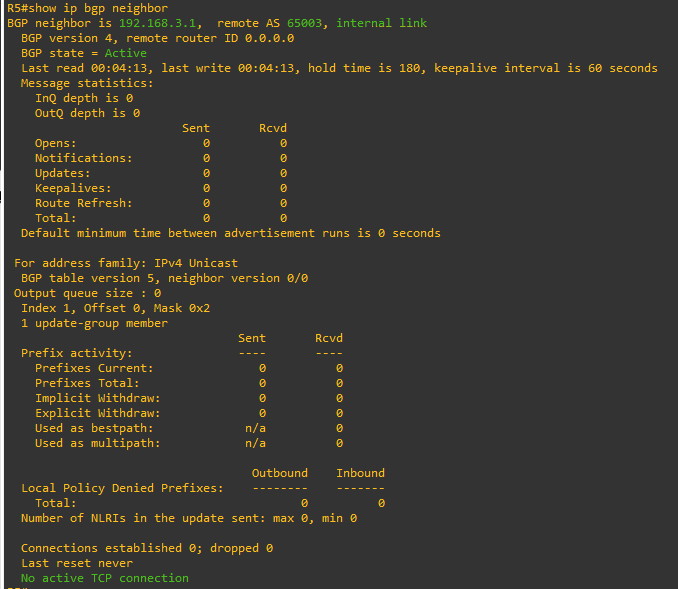 R5#show ip bgp neighbor
BGP neighbor is 192.168.3.1,  remote AS 65003, internal link
  BGP version 4, remote router ID 0.0.0.0
  BGP state = Active
  Last read 00:04:13, last write 00:04:13, hold time is 180, keepalive interval is 60 seconds
  Message statistics:
    InQ depth is 0
    OutQ depth is 0
                         Sent       Rcvd
    Opens:                  0          0
    Notifications:          0          0
    Updates:                0          0
    Keepalives:             0          0
    Route Refresh:          0          0
    Total:                  0          0
  Default minimum time between advertisement runs is 0 seconds

 For address family: IPv4 Unicast
  BGP table version 5, neighbor version 0/0
 Output queue size : 0
  Index 1, Offset 0, Mask 0x2
  1 update-group member
                                 Sent       Rcvd
  Prefix activity:               ----       ----
    Prefixes Current:               0          0
    Prefixes Total:                 0          0
    Implicit Withdraw:              0          0
    Explicit Withdraw:              0          0
    Used as bestpath:             n/a          0
    Used as multipath:            n/a          0

                                   Outbound    Inbound
  Local Policy Denied Prefixes:    --------    -------
    Total:                                0          0
  Number of NLRIs in the update sent: max 0, min 0

  Connections established 0; dropped 0
  Last reset never
  No active TCP connection